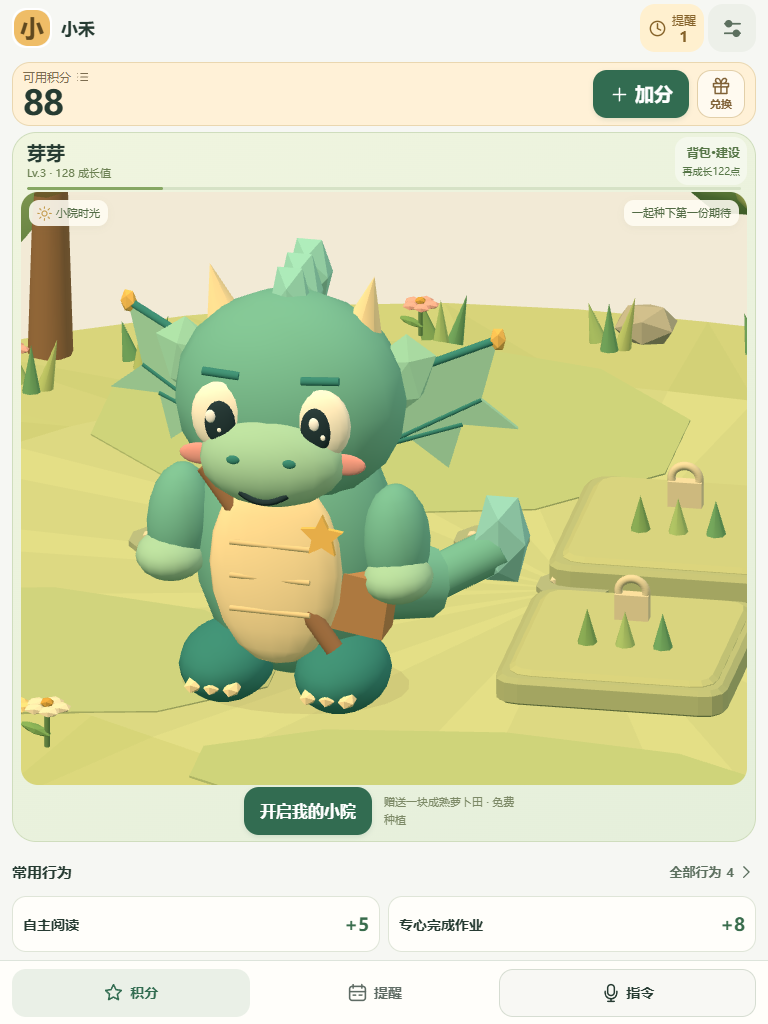 小
小禾
提醒
1
可用积分
88
加分
兑换
芽芽
Lv.3 · 128 成长值
背包•建设
再成长122点
小院时光
一起种下第一份期待
开启我的小院
赠送一块成熟萝卜田 · 免费
种植
常用行为
全部行为 4
自主阅读
+5
专心完成作业
+8
积分
提醒
指令